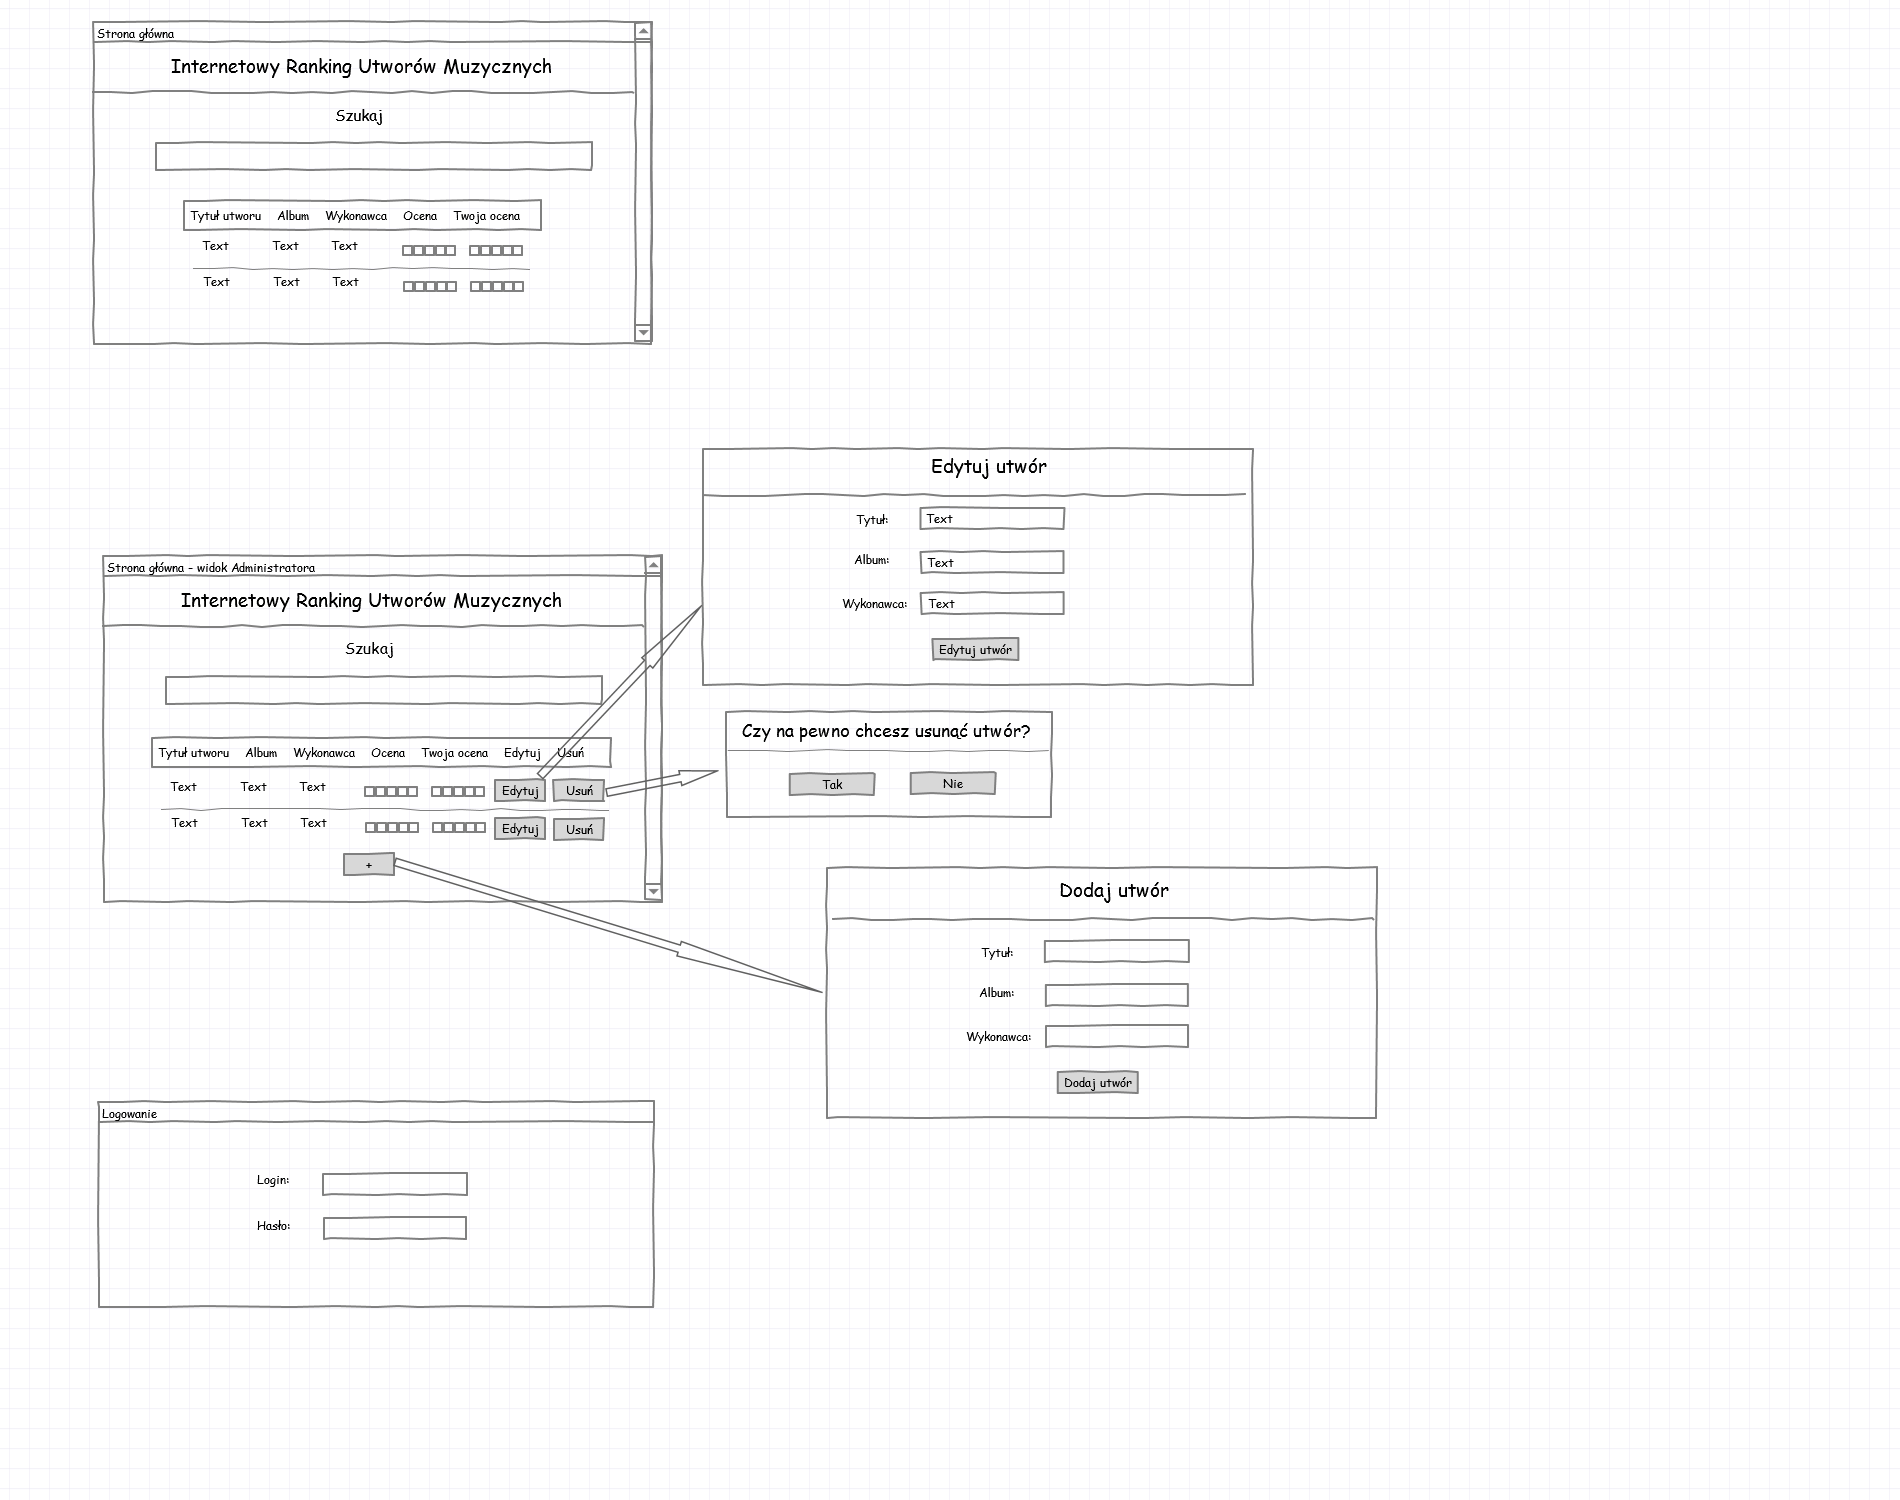 Strona główna
Internetowy Ranking Utworów Muzycznych
Szukaj
Tytuł utworu Album Wykonawca Ocena Twoja ocena
Text Text Text
Text Text Text
Edytuj utwór
Tytuł: Text
Album: Text
Wykonawca: Text
Edytuj utwór
Strona główna - widok Administratora
Internetowy Ranking Utworów Muzycznych
Szukaj
Tytuł utworu Album Wykonawca Ocena Twoja ocena Edytuj Usuń
Text Text Text Edytuj Usuń
Text Text Text Edytuj Usuń
+
Czy na pewno chcesz usunąć utwór?
Tak Nie
Dodaj utwór
Tytuł:
Album:
Wykonawca:
Dodaj utwór
Logowanie
Login:
Hasło: